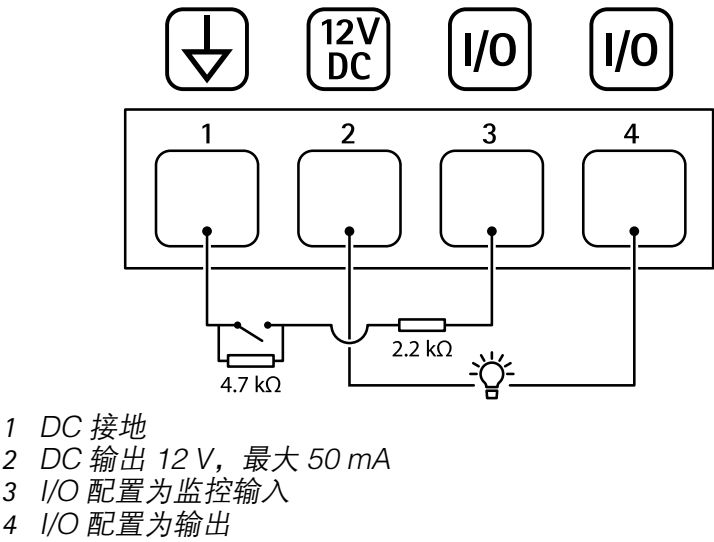 12V
DC
I/O
I/O
1
2
3
4
2.2 kΩ
4.7 kΩ
1 DC 接地
2 DC 输出 12 V，最大 50 mA
3 I/O 配置为监控输入
4 I/O 配置为输出